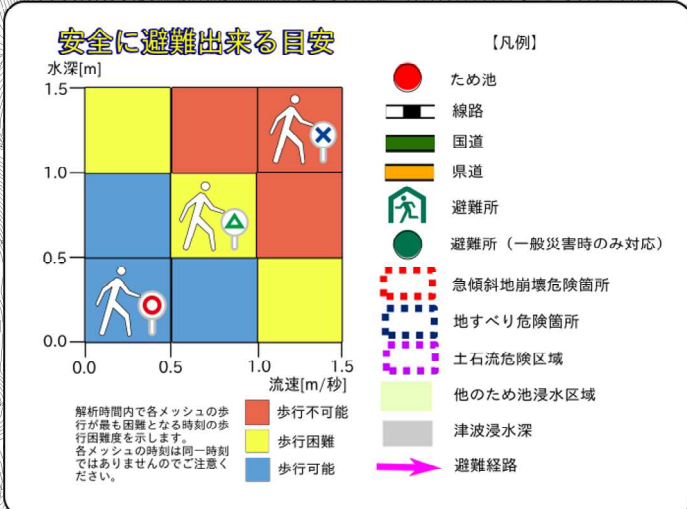 安全に避難出来る目安
水深[m]
1.5
1.0
0.5
0.0
0.0 0.5 1.0 1.5
流速[m/秒]
解析時間内で各メッシュの歩
行が最も困難となる時刻の歩
行困難度を示します。
各メッシュの時刻は同一時刻
ではありませんのでご注意く
ださい。
歩行不可能
歩行困難
歩行可能
【凡例】
ため池
線路
国道
県道
避難所
避難所（一般災害時のみ対応）
急傾斜地崩壊危険箇所
地すべり危険箇所
土石流危険区域
他のため池浸水区域
津波浸水深
避難経路